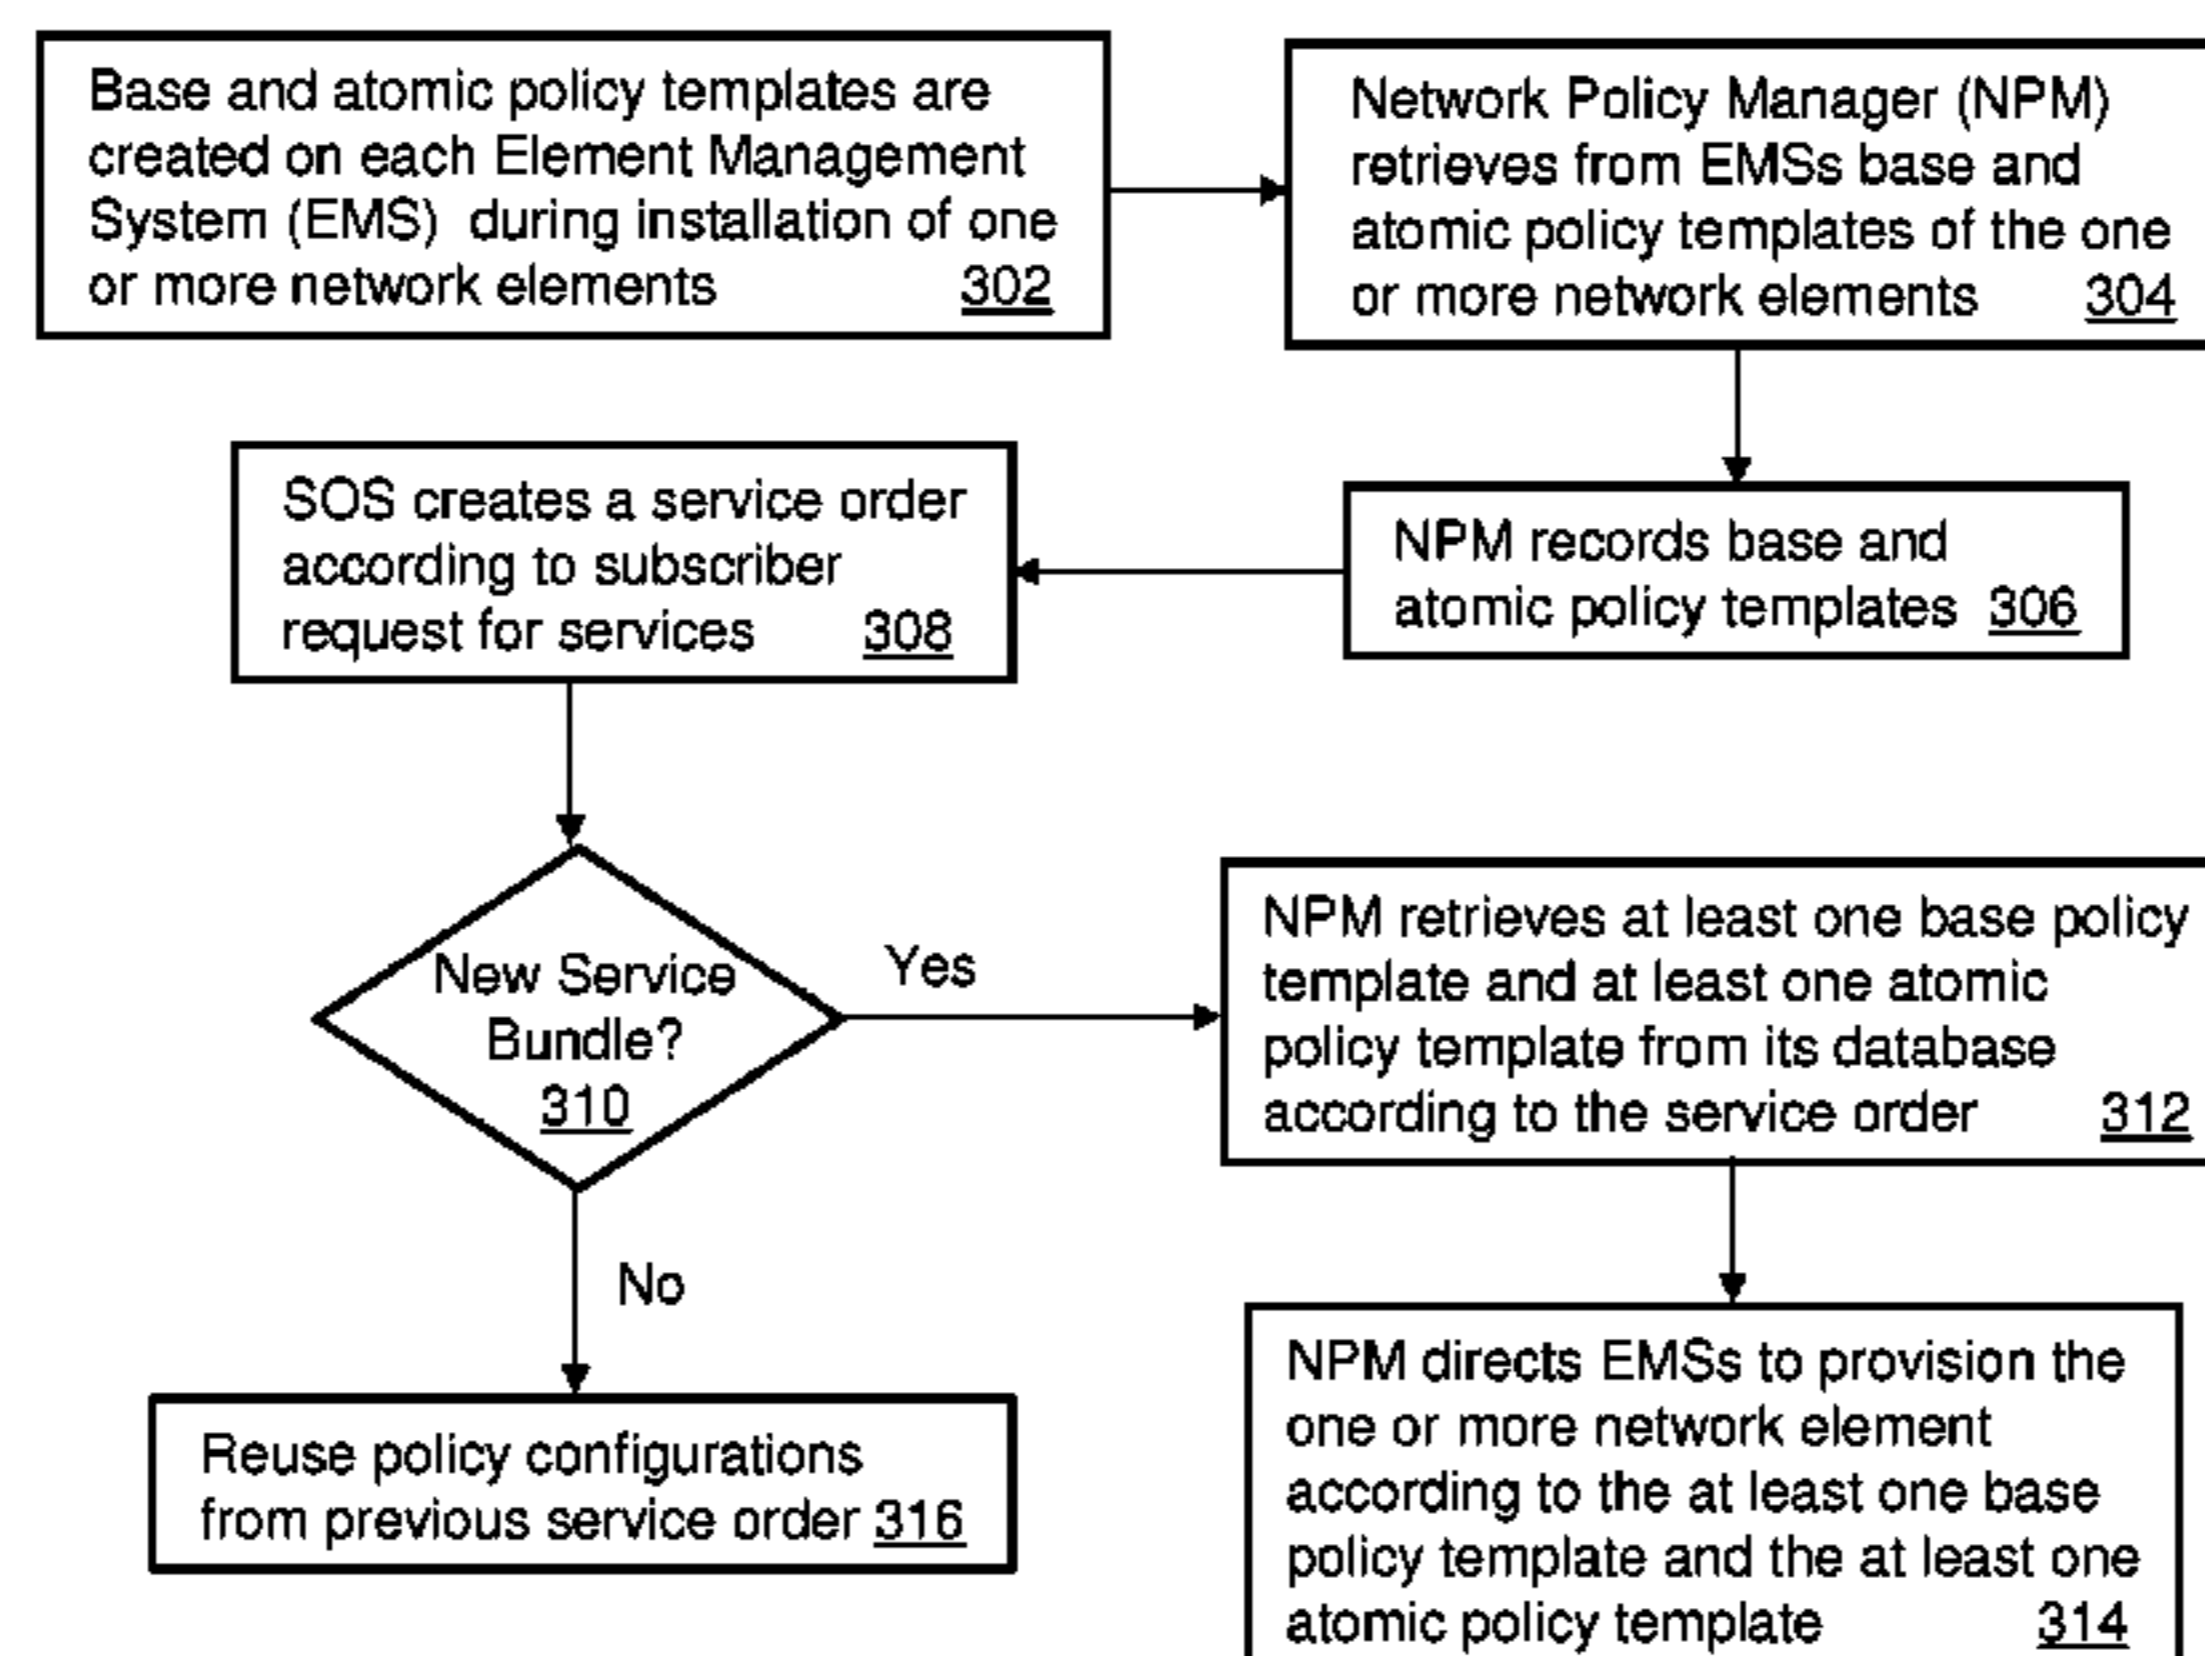 Base and atomic policy templates are
created on each Element Management
System (EMS) during installation of one
or more network elements 302
Network Policy Manager (NPM)
retrieves from EMSs base and
atomic policy templates of the one
or more network elements 304
NPM records base and
atomic policy templates 306
SOS creates a service order
according to subscriber
request for services 308
New Service
Bundle?
310
Yes
NPM retrieves at least one base policy
template and at least one atomic
policy template from its database
according to the service order 312
NPM directs EMSs to provision the
one or more network element
according to the at least one base
policy template and the at least one
atomic policy template 314
No
Reuse policy configurations
from previous service order 316